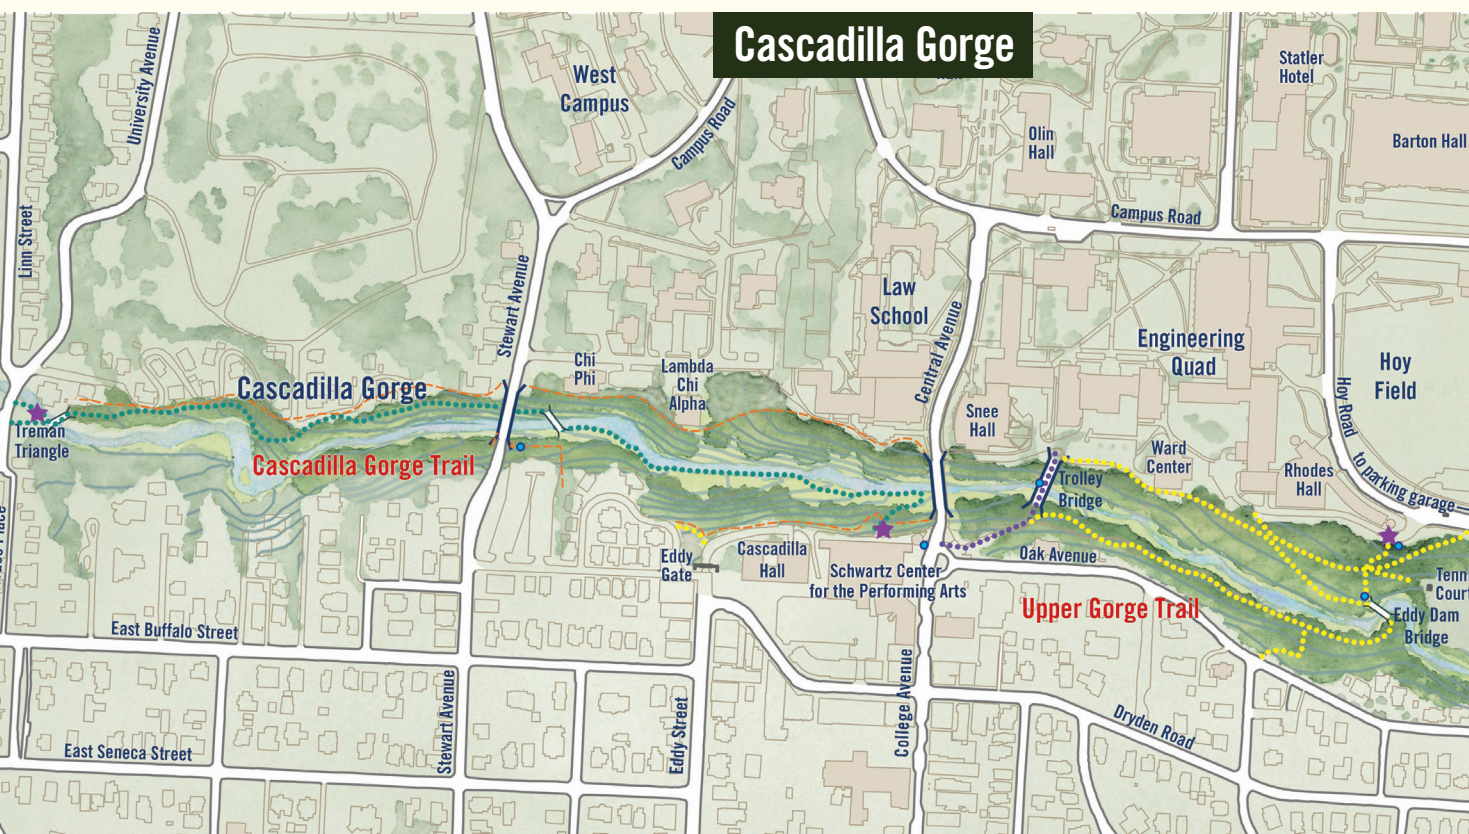 Cascadilla Gorge
University Avenue
West
Campus
Campus Road
Olin
Hall
Statler
Hotel
Barton Hall
Linn Street
Campus Road
Stewart Avenue
Law
School
Central Avenue
Engineering
Quad
Hoy
Field
Hoy Road
to parking garage
Chi
Phi
Lambda
Chi
Alpha
Cascadilla Gorge
Snee
Hall
Treman
Triangle
Cascadilla Gorge Trail
Ward
Center
Rhodes
Hall
Trolley
Bridge
Eddy
Gate
Cascadilla
Hall
Schwartz Center
for the Performing Arts
Oak Avenue
Upper Gorge Trail
Eddy Dam
Bridge
East Buffalo Street
Stewart Avenue
Eddy Street
College Avenue
Dryden Road
East Seneca Street